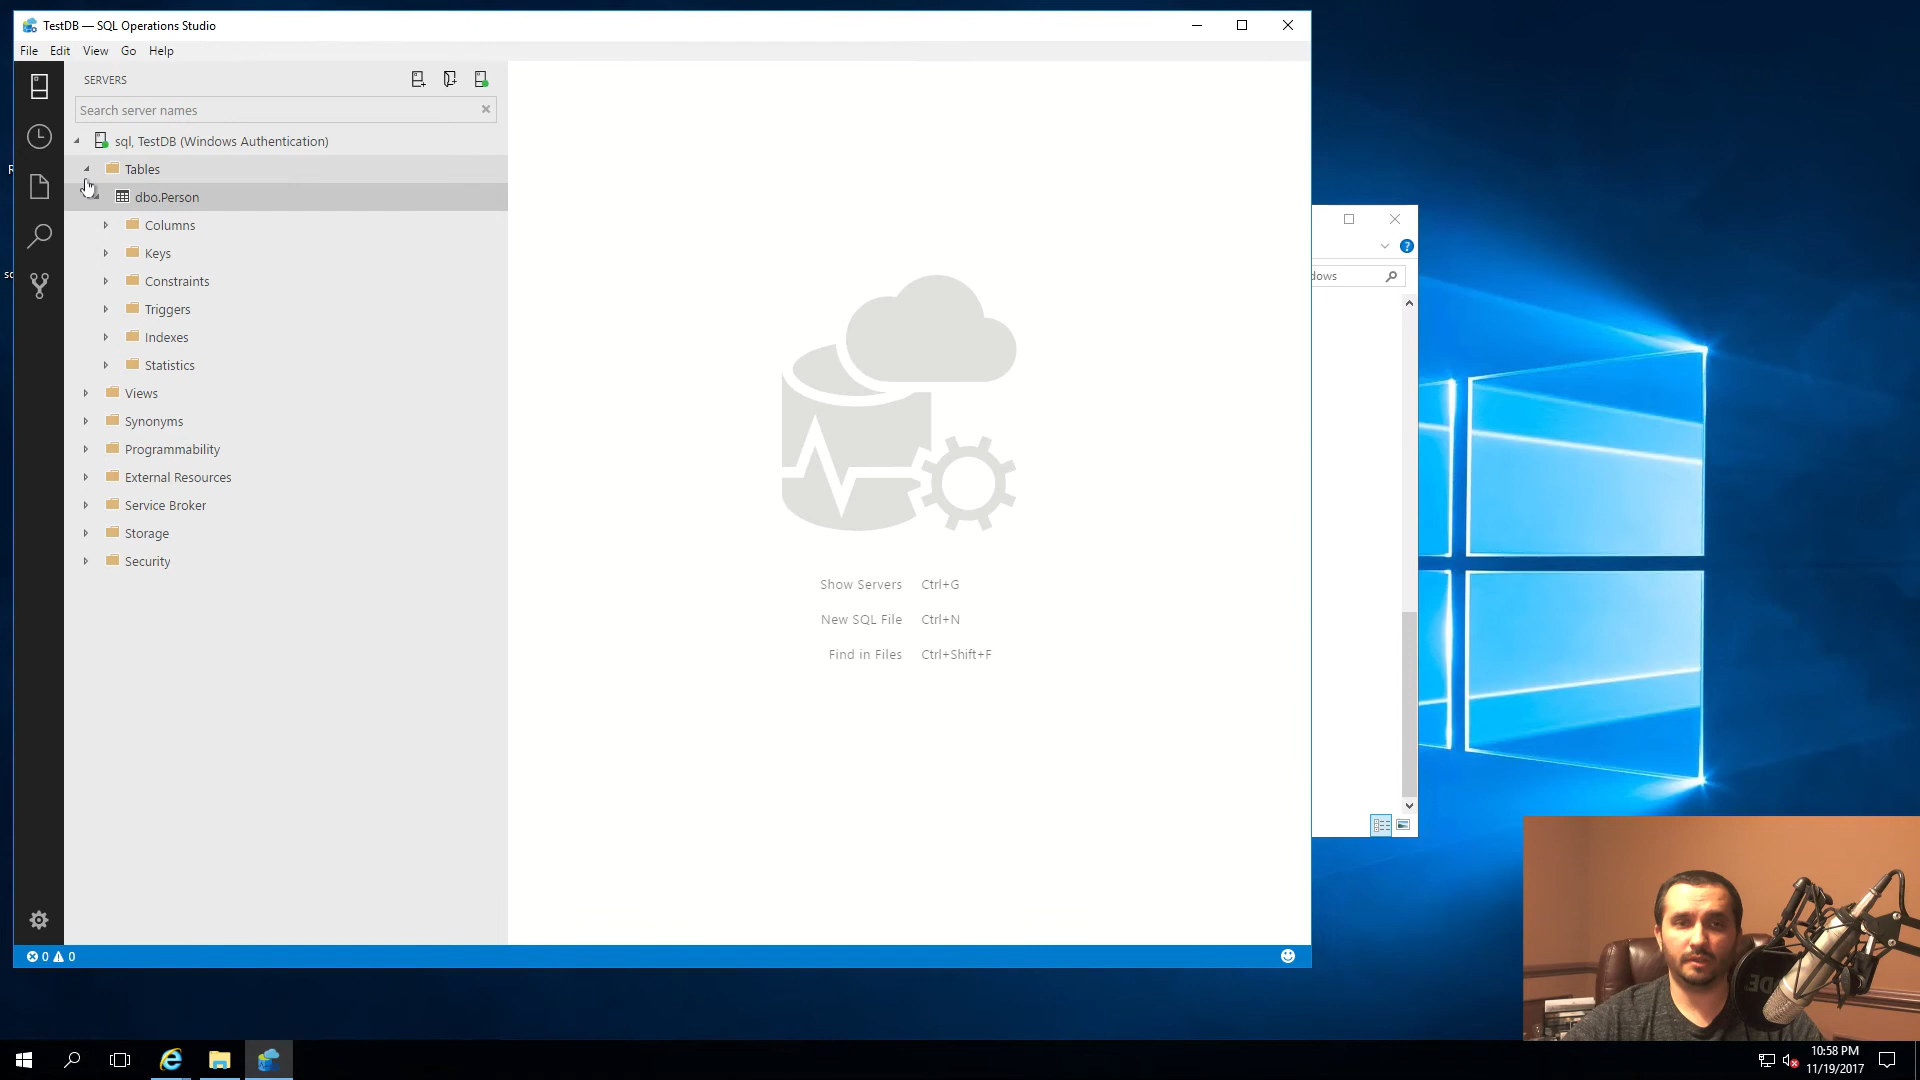 TestDB — SQL Operations Studio
File Edit View Go Help
SERVERS
Search server names
sql, TestDB (Windows Authentication)
Tables
dbo.Person
Columns
Keys
Constraints
Triggers
Indexes
Statistics
Views
Synonyms
Programmability
External Resources
Service Broker
Storage
Security
Show Servers Ctrl+G
New SQL File Ctrl+N
Find in Files Ctrl+Shift+F
0 0
dows
10:58 PM
11/19/2017